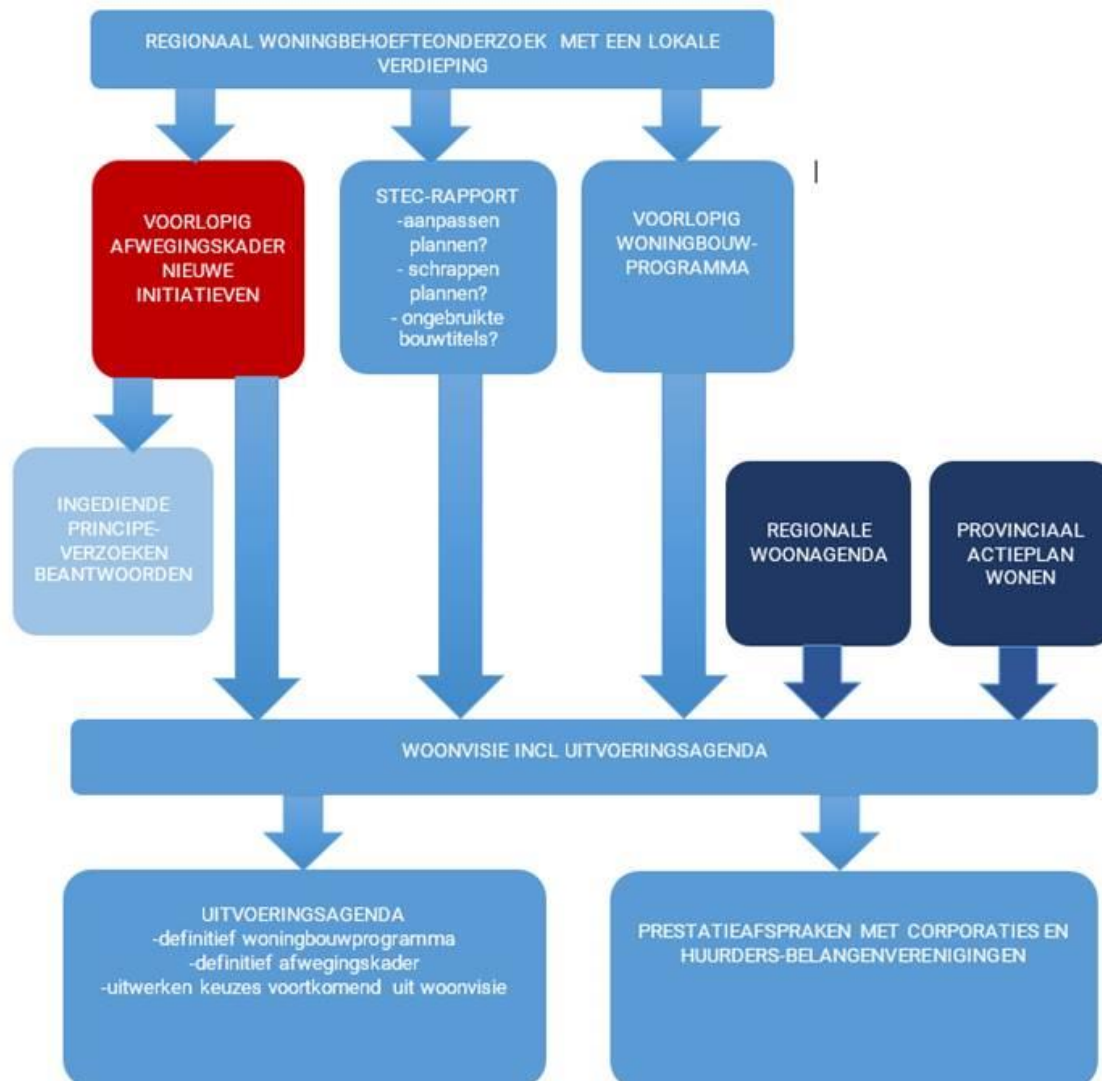 REGIONAAL WONINGBEHOEFTEONDERZOEK MET EEN LOKALE
VERDIEPING
VOORLOPIG
AFWEGINGSKADER
NIEUWE
INITIATIEVEN
STEC-RAPPORT
-aanpassen
plannen?
- schrappen
plannen?
- ongebruikte
bouwtitels?
VOORLOPIG
WONINGBOUW-
PROGRAMMA
INGEDIENDE
PRINCIPE-
VERZOEKEN
BEANTWOORDEN
REGIONALE
WOONAGENDA
PROVINCIAAL
ACTIEPLAN
WONEN
WOONVISIE INCL UITVOERINGSAGENDA
UITVOERINGSAGENDA
-definitief woningbouwprogramma
-definitief afwegingskader
-uitwerken keuzes voortkomend uit woonvisie
PRESTATIEAFSPRAKEN MET CORPORATIES EN
HUURDERS-BELANGENVERENIGINGEN